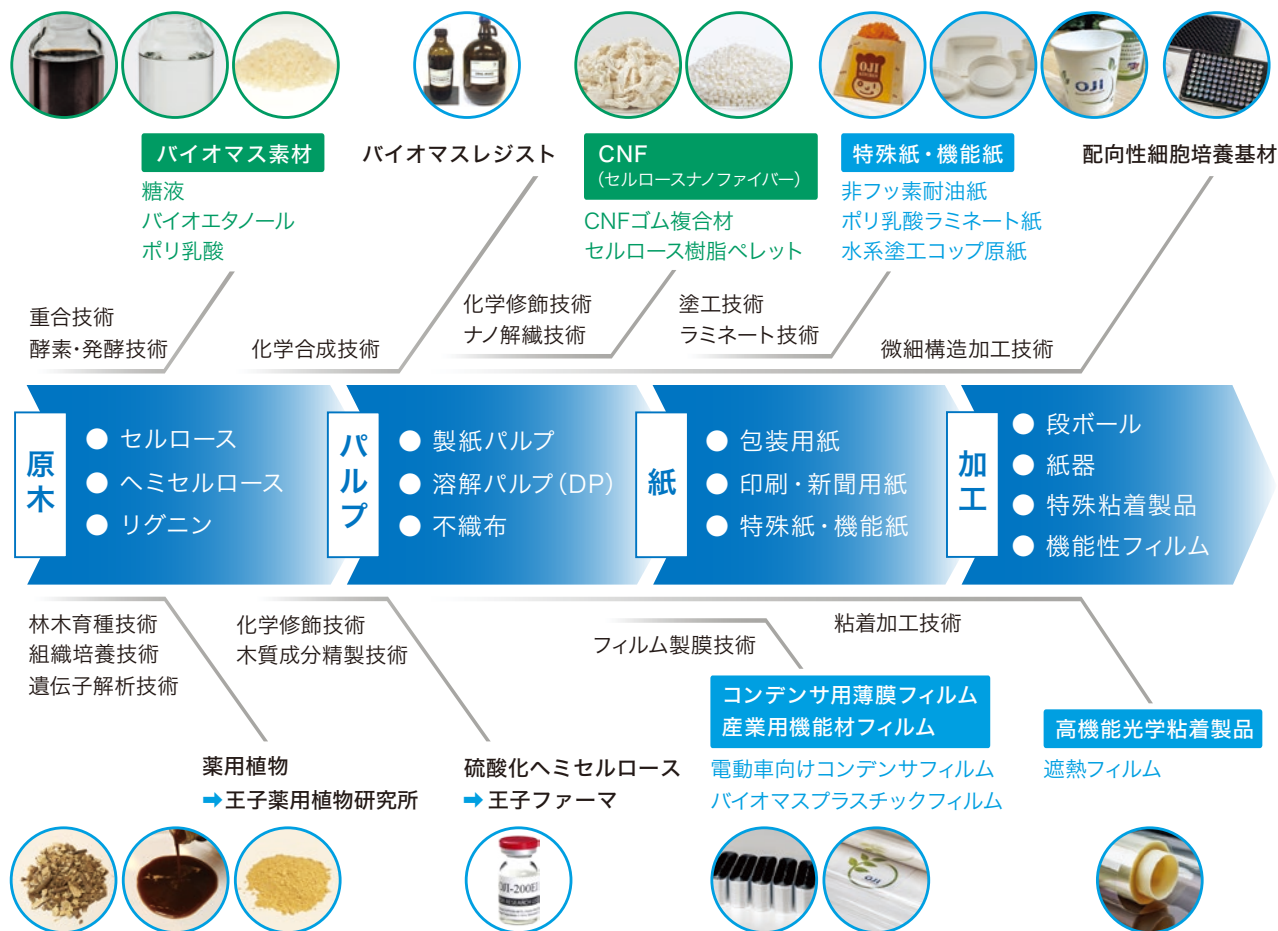 OJI
OJI
バイオマス素材
糖液
バイオエタノール
ポリ乳酸
バイオマスレジスト
CNF
(セルロースナノファイバー)
CNFゴム複合材
セルロース樹脂ペレット
特殊紙・機能紙
非フッ素耐油紙
ポリ乳酸ラミネート紙
水系塗工コップ原紙
配向性細胞培養基材
重合技術
酵素・発酵技術
化学合成技術
化学修飾技術
ナノ解繊技術
塗工技術
ラミネート技術
微細構造加工技術
原木
● セルロース
● ヘミセルロース
● リグニン
パルプ
● 製紙パルプ
● 溶解パルプ(DP)
● 不織布
紙
● 包装用紙
● 印刷・新聞用紙
● 特殊紙・機能紙
加工
● 段ボール
● 紙器
● 特殊粘着製品
● 機能性フィルム
林木育種技術
組織培養技術
遺伝子解析技術
化学修飾技術
木質成分精製技術
フィルム製膜技術
粘着加工技術
薬用植物
➡王子薬用植物研究所
硫酸化ヘミセルロース
➡王子ファーマ
コンデンサ用薄膜フィルム
産業用機能材フィルム
電動車向けコンデンサフィルム
バイオマスプラスチックフィルム
高機能光学粘着製品
遮熱フィルム
OJI